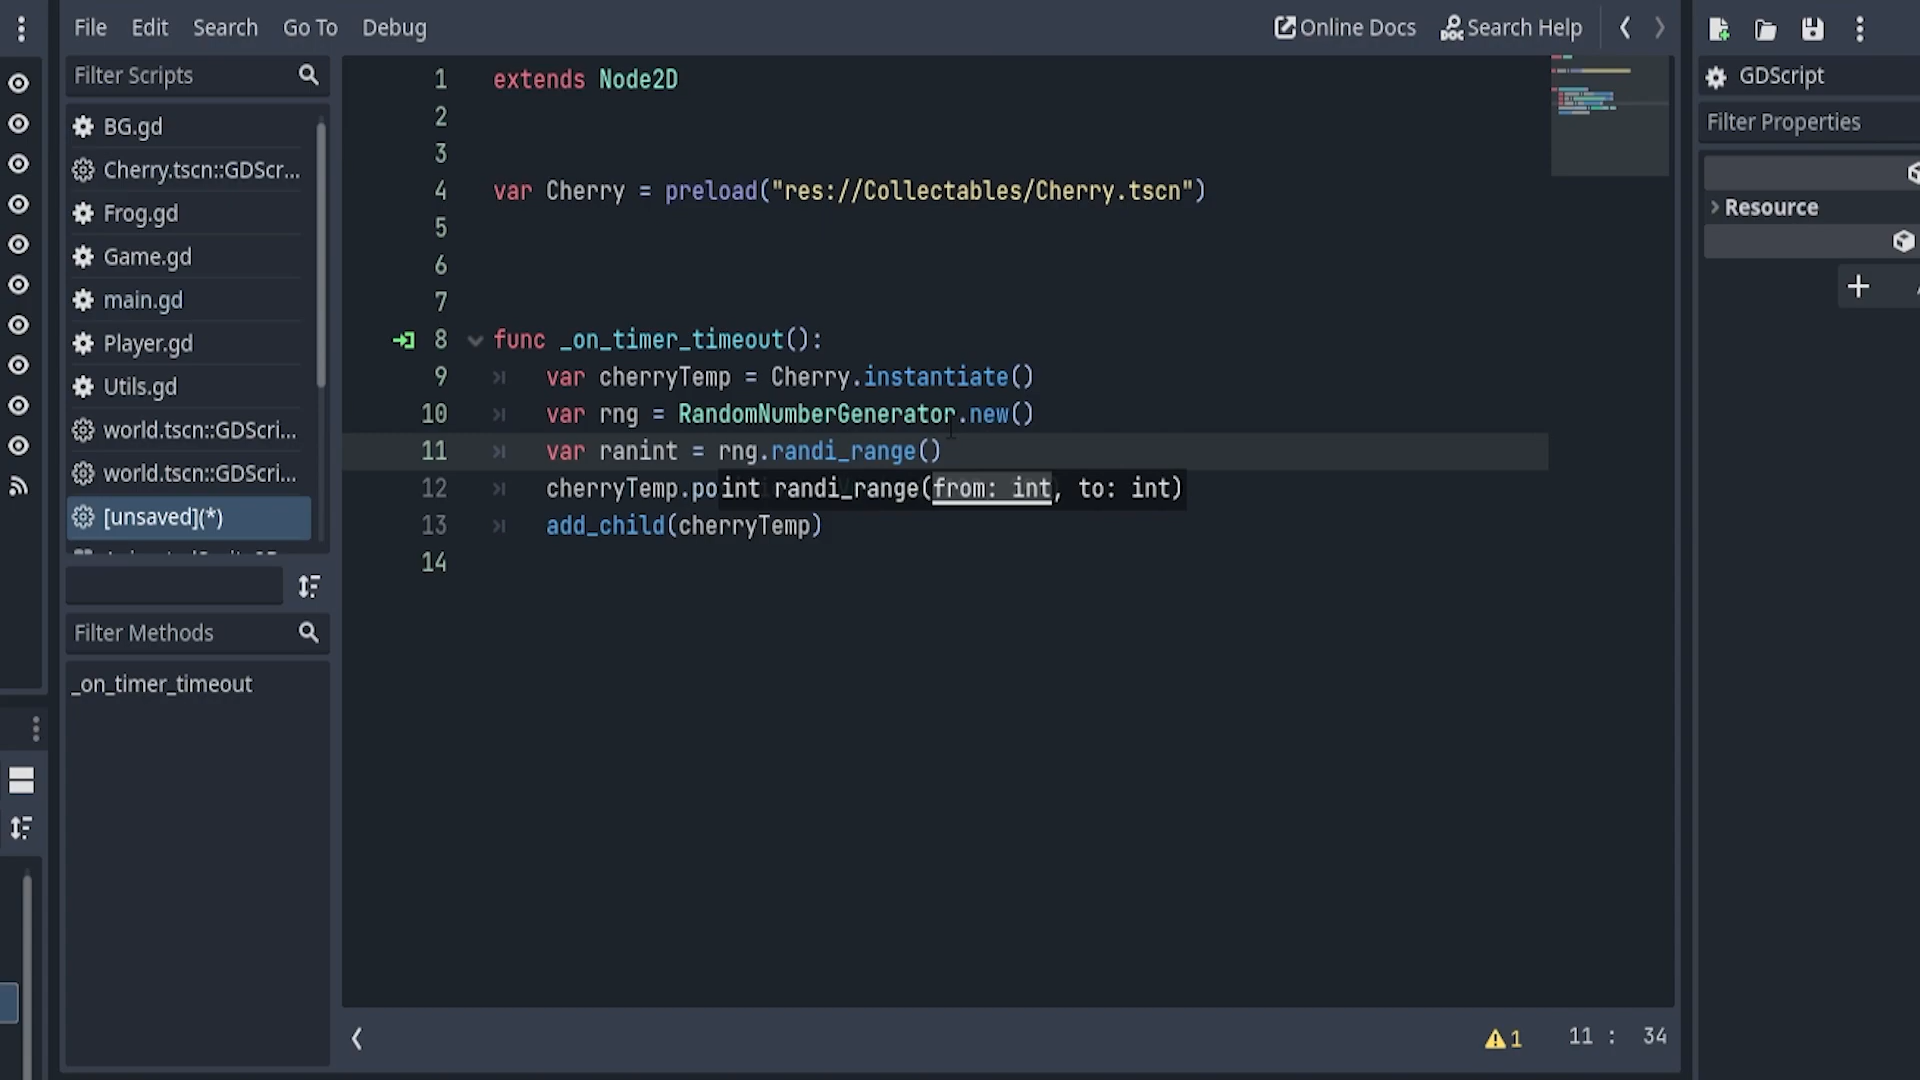 File Edit Search Go To Debug
Online Docs Search Help
Filter Scripts
BG.gd
Cherry.tscn::GDScr...
Frog.gd
Game.gd
main.gd
Player.gd
Utils.gd
world.tscn::GDScri...
world.tscn::GDScri...
[unsaved](*)
Filter Methods
_on_timer_timeout
1 extends Node2D
2
3
4 var Cherry = preload("res://Collectables/Cherry.tscn")
5
6
7
8 func _on_timer_timeout():
9 var cherryTemp = Cherry.instantiate()
10 var rng = RandomNumberGenerator.new()
11 var ranint = rng.randi_range()
12 cherryTemp.po
int randi_range(from: int, to: int)
13 add_child(cherryTemp)
14
1 11 : 34
GDScript
Filter Properties
Resource